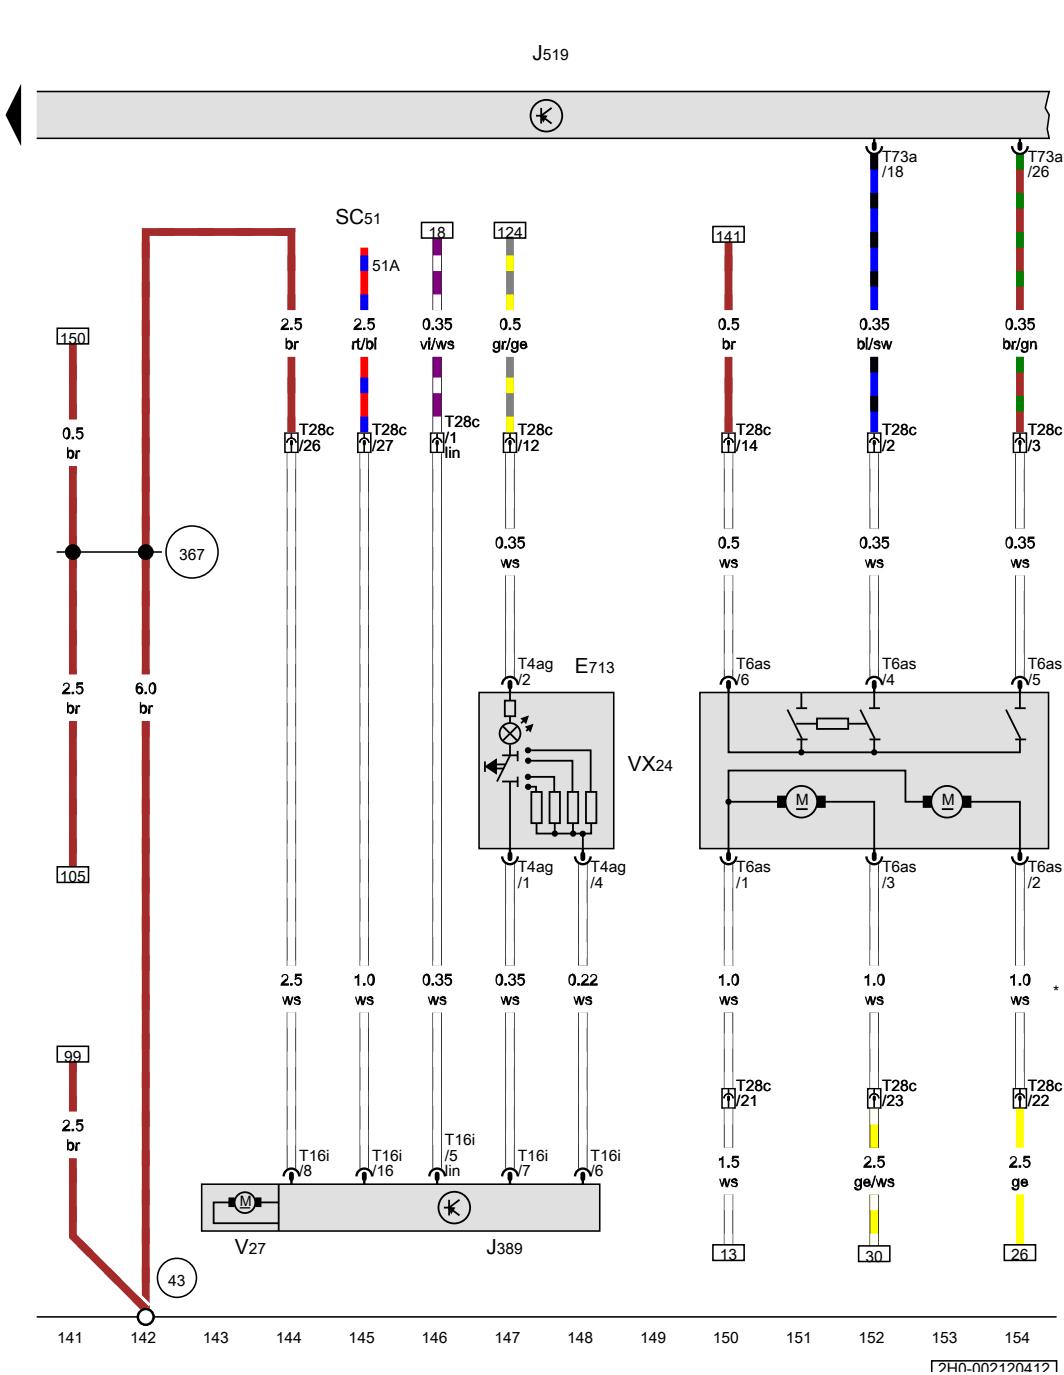 J519
T73a
/18
T73a
/26
SC51
51A
18
124
141
150
2.5
br
2.5
rt/bl
0.35
vi/ws
0.5
gr/ge
0.5
br
0.35
bl/sw
0.35
br/gn
0.5
br
T28c
/26
T28c
/27
T28c
/1
lin
T28c
/12
T28c
/14
T28c
/2
T28c
/3
367
0.35
ws
0.5
ws
0.35
ws
0.35
ws
2.5
br
6.0
br
T4ag
/2
E713
T6as
/6
T6as
/4
T6as
/5
VX24
M
M
105
T4ag
/1
T4ag
/4
T6as
/1
T6as
/3
T6as
/2
2.5
ws
1.0
ws
0.35
ws
0.35
ws
0.22
ws
1.0
ws
1.0
ws
1.0
ws
*
99
2.5
br
T28c
/21
T28c
/23
T28c
/22
T16i
/8
T16i
/16
T16i
/5
lin
T16i
/7
T16i
/6
1.5
ws
2.5
ge/ws
2.5
ge
M
V27
J389
13
30
26
43
141 142 143 144 145 146 147 148 149 150 151 152 153 154
2H0-002120412